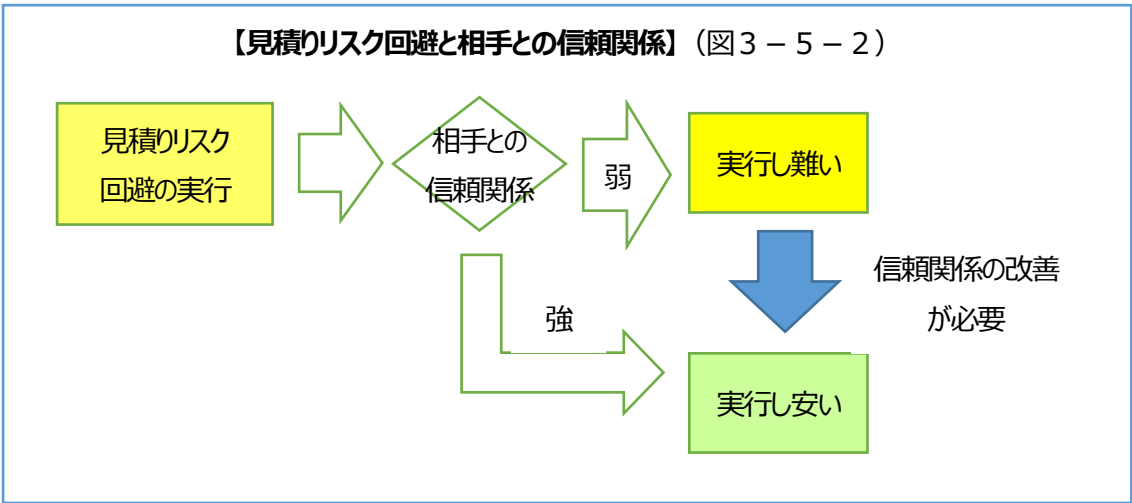 【見積りリスク回避と相手との信頼関係】（図３－５－２）
見積りリスク
回避の実行
相手との
信頼関係
弱
実行し難い
信頼関係の改善
が必要
強
実行し安い